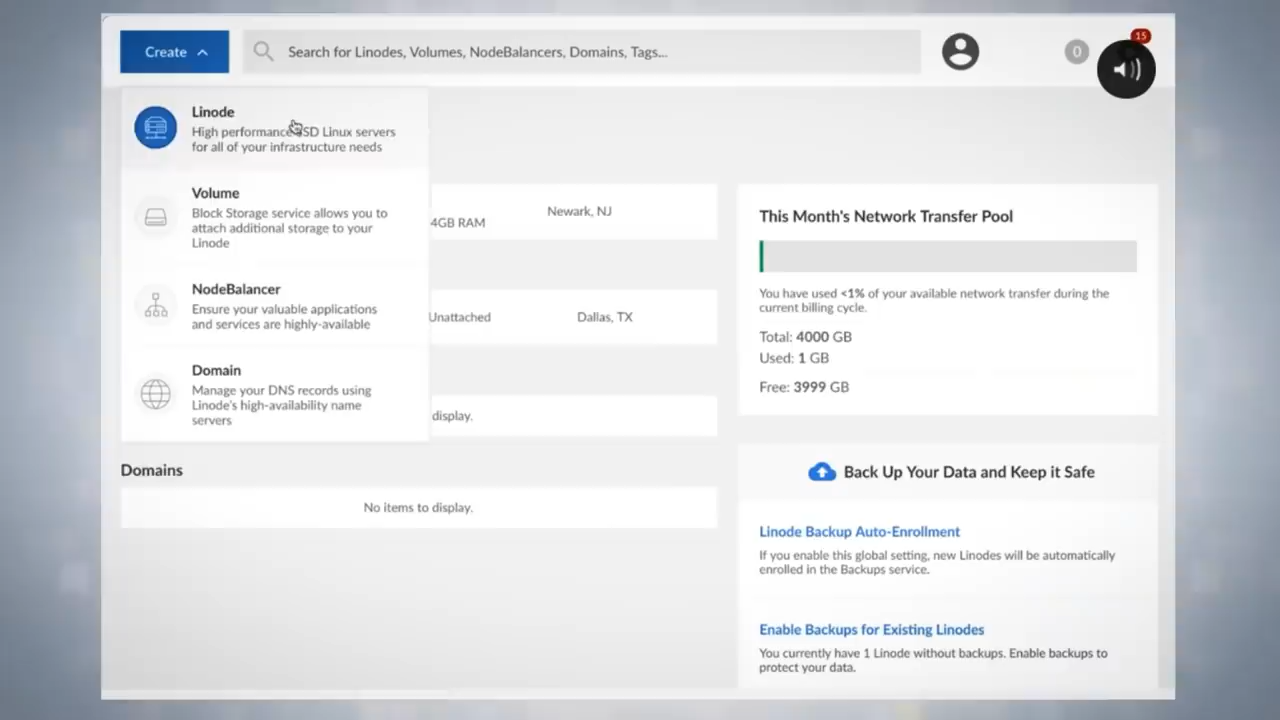 Create
Search for Linodes, Volumes, NodeBalancers, Domains, Tags...
0
15
Linode
High performance SSD Linux servers
for all of your infrastructure needs
Volume
Block Storage service allows you to
attach additional storage to your
Linode
NodeBalancer
Ensure your valuable applications
and services are highly-available
Domain
Manage your DNS records using
Linode's high-availability name
servers
4GB RAM
Newark, NJ
Unattached
Dallas, TX
display.
Domains
No items to display.
This Month's Network Transfer Pool
You have used <1% of your available network transfer during the
current billing cycle.
Total: 4000 GB
Used: 1 GB
Free: 3999 GB
Back Up Your Data and Keep it Safe
Linode Backup Auto-Enrollment
If you enable this global setting, new Linodes will be automatically
enrolled in the Backups service.
Enable Backups for Existing Linodes
You currently have 1 Linode without backups. Enable backups to
protect your data.